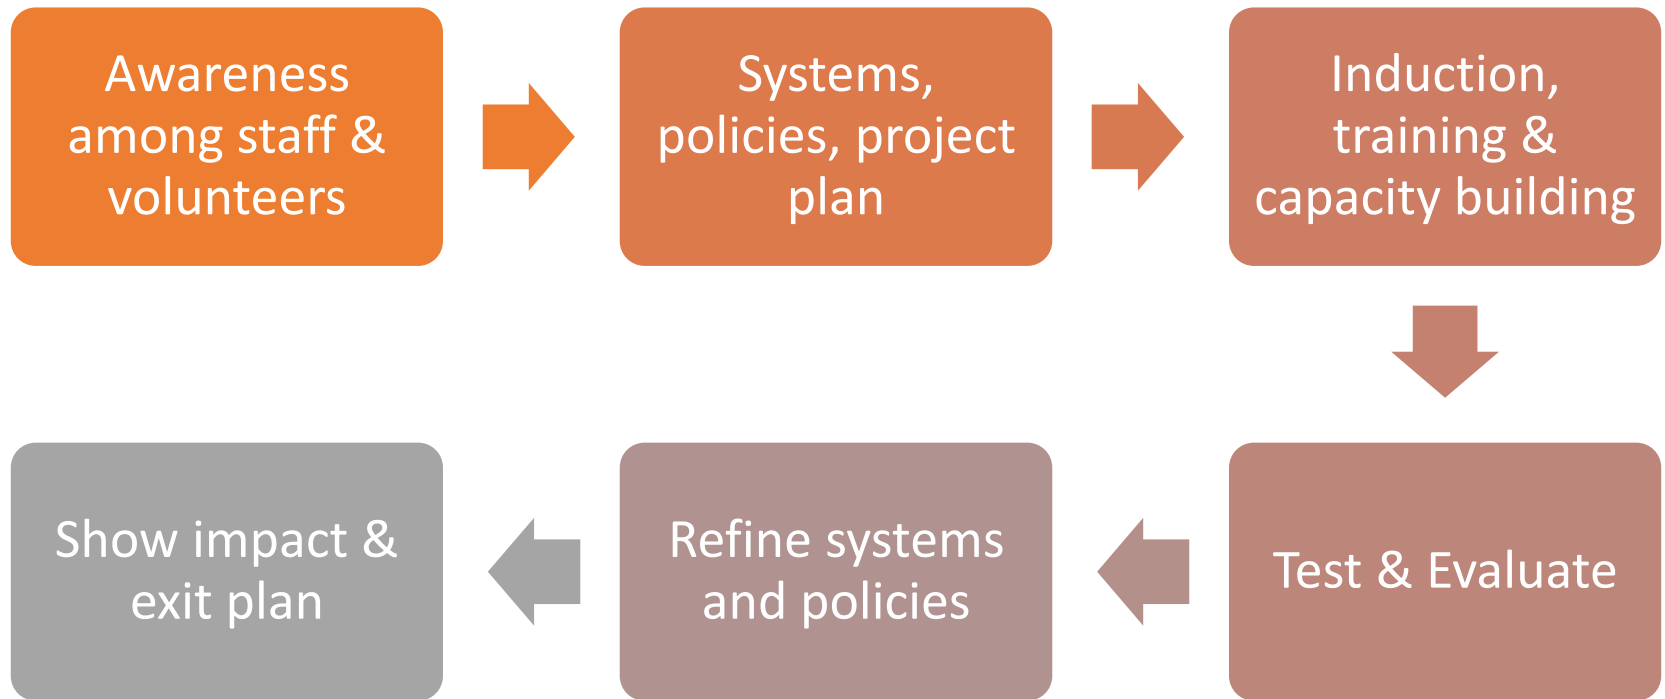 Awareness
among staff &
volunteers
Systems,
policies, project
plan
Induction,
training &
capacity building
Test & Evaluate
Refine systems
and policies
Show impact &
exit plan